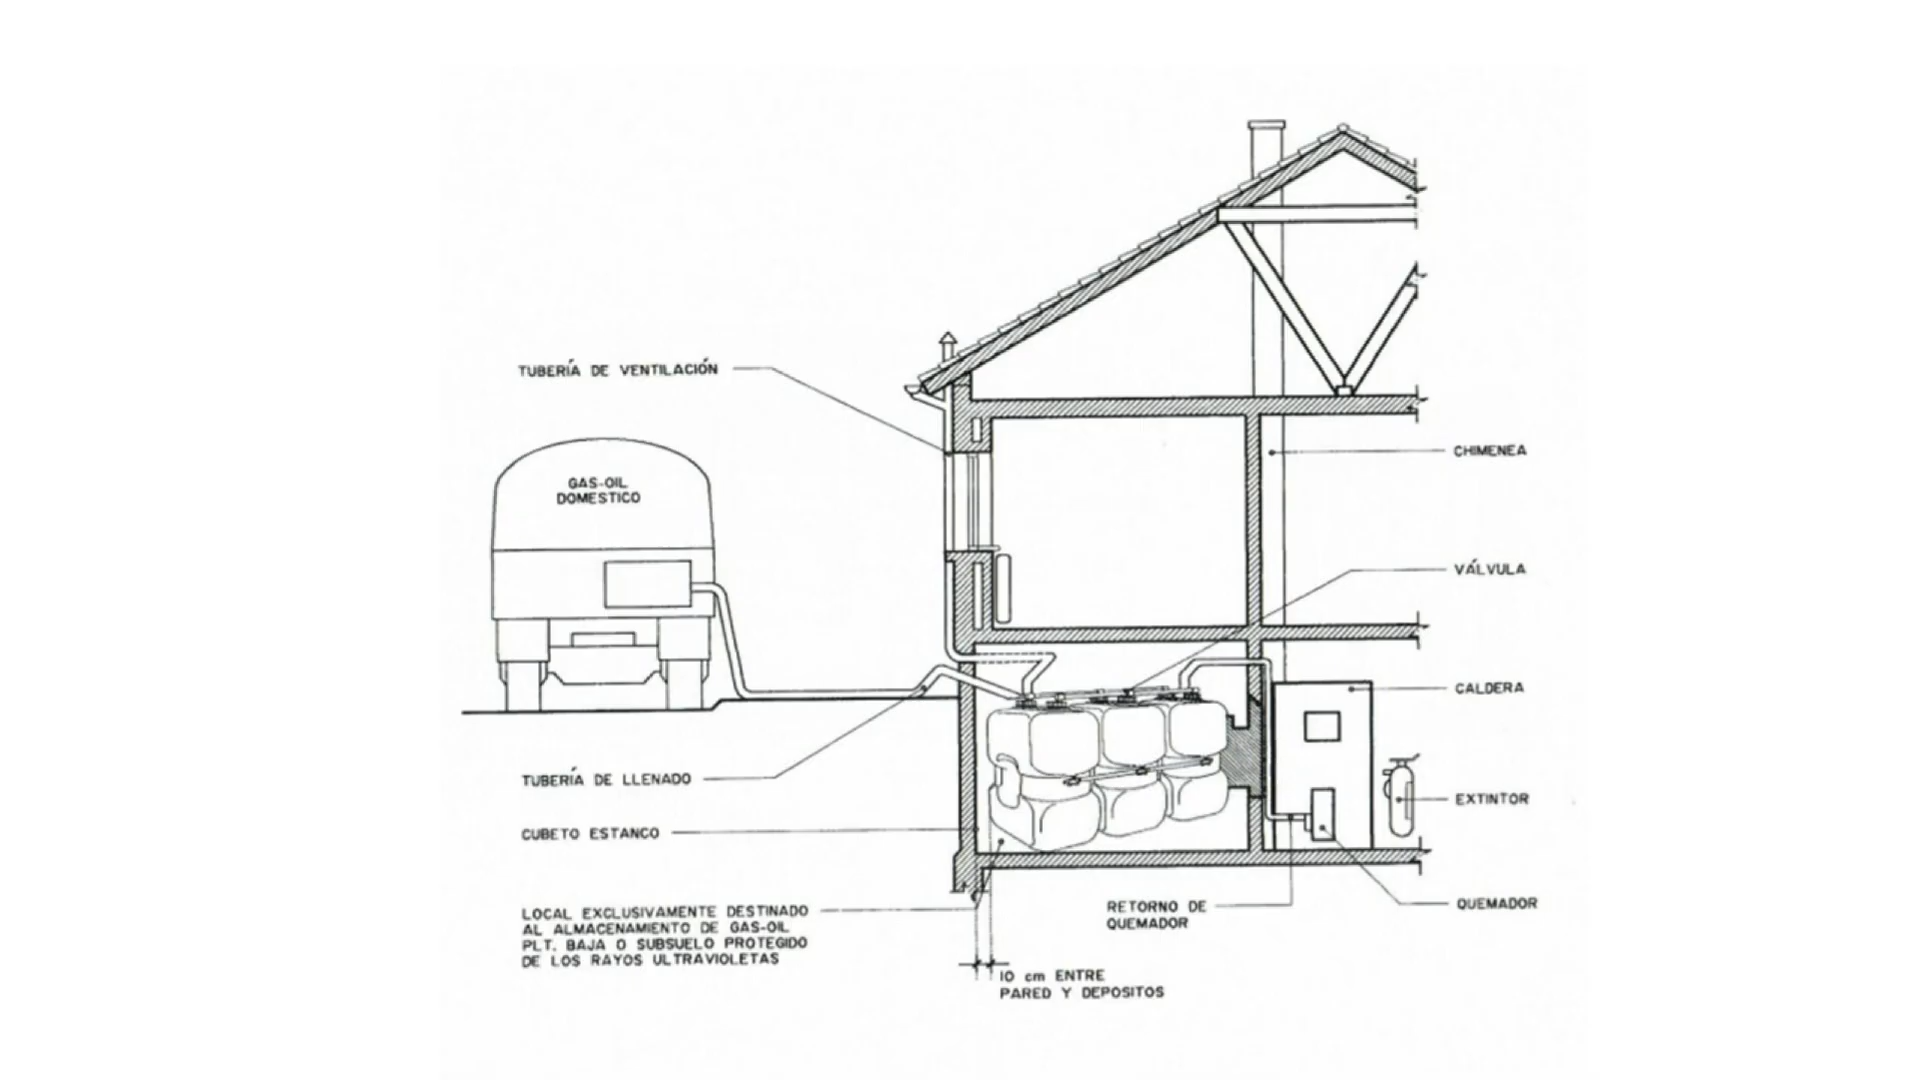 TUBERÍA DE VENTILACIÓN
GAS-OIL
DOMESTICO
CHIMENEA
VÁLVULA
CALDERA
TUBERÍA DE LLENADO
EXTINTOR
CUBETO ESTANCO
LOCAL EXCLUSIVAMENTE DESTINADO
AL ALMACENAMIENTO DE GAS-OIL
PLT. BAJA O SUBSUELO PROTEGIDO
DE LOS RAYOS ULTRAVIOLETAS
RETORNO DE
QUEMADOR
QUEMADOR
10 cm ENTRE
PARED Y DEPOSITOS